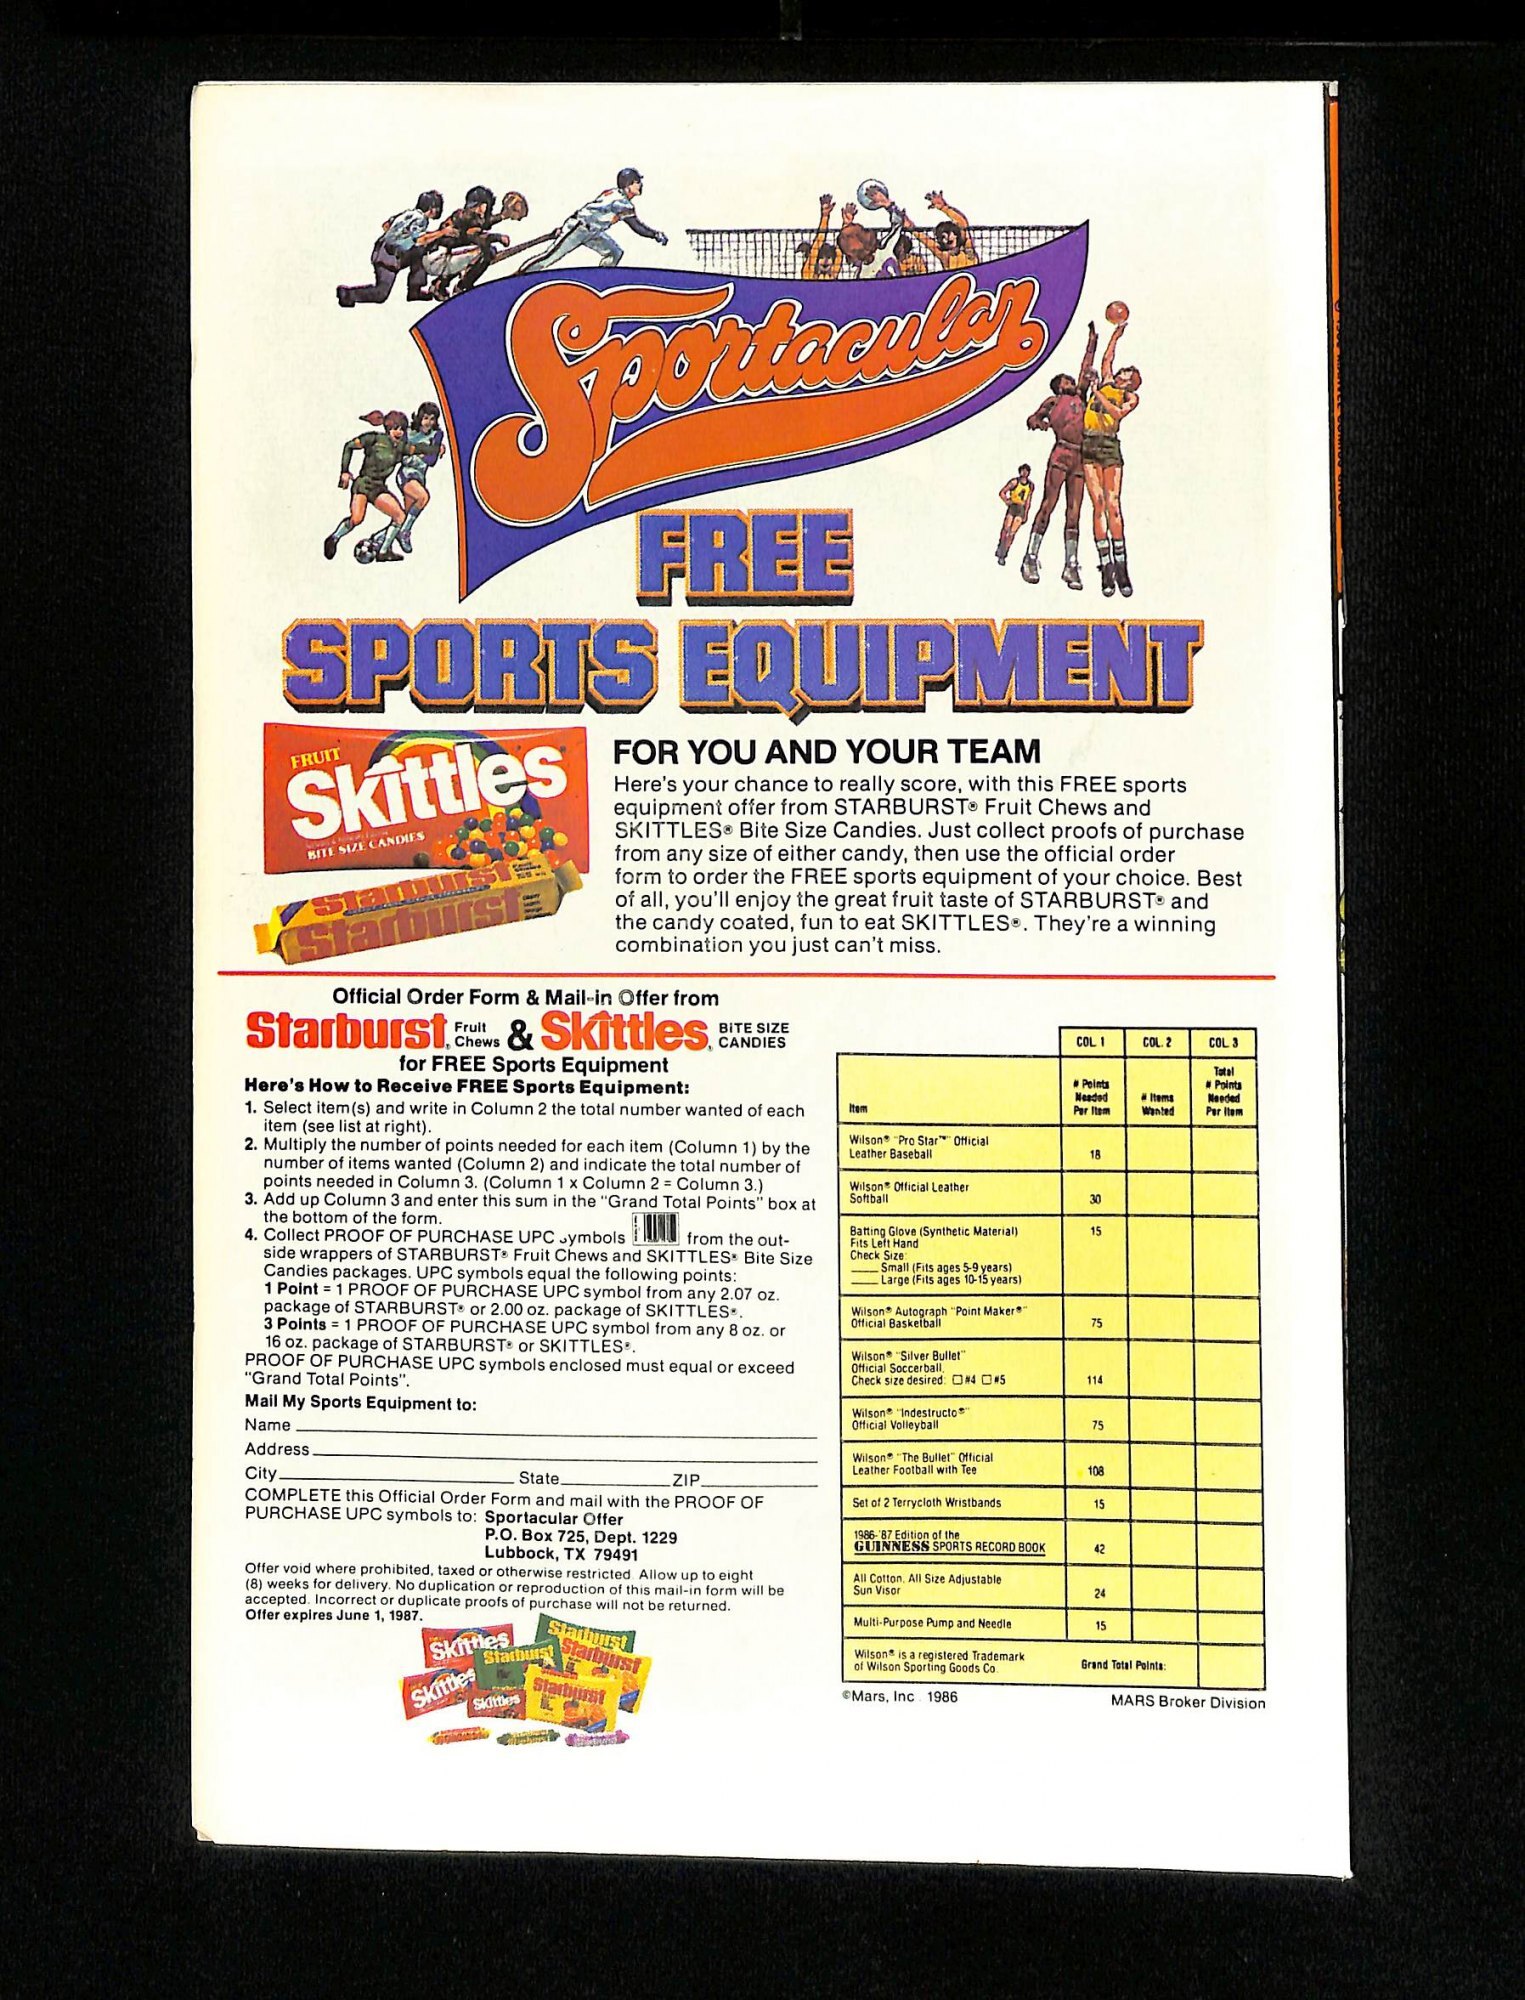 Sportacular
FREE
SPORTS EQUIPMENT
FRUIT
Skittles
BITE SIZE CANDIES
Starburst
Starburst
FOR YOU AND YOUR TEAM
Here's your chance to really score, with this FREE sports
equipment offer from STARBURST® Fruit Chews and
SKITTLES® Bite Size Candies. Just collect proofs of purchase
from any size of either candy, then use the official order
form to order the FREE sports equipment of your choice. Best
of all, you'll enjoy the great fruit taste of STARBURST® and
the candy coated, fun to eat SKITTLES®. They're a winning
combination you just can't miss.
Official Order Form & Mail-in Offer from
Starburst® Fruit Chews & Skittles® BITE SIZE CANDIES
for FREE Sports Equipment
Here's How to Receive FREE Sports Equipment:
1. Select item(s) and write in Column 2 the total number wanted of each
item (see list at right).
2. Multiply the number of points needed for each item (Column 1) by the
number of items wanted (Column 2) and indicate the total number of
points needed in Column 3. (Column 1 x Column 2 = Column 3.)
3. Add up Column 3 and enter this sum in the "Grand Total Points" box at
the bottom of the form.
4. Collect PROOF OF PURCHASE UPC symbols from the out-
side wrappers of STARBURST® Fruit Chews and SKITTLES® Bite Size
Candies packages. UPC symbols equal the following points:
1 Point = 1 PROOF OF PURCHASE UPC symbol from any 2.07 oz.
package of STARBURST® or 2.00 oz. package of SKITTLES®.
3 Points = 1 PROOF OF PURCHASE UPC symbol from any 8 oz. or
16 oz. package of STARBURST® or SKITTLES®.
PROOF OF PURCHASE UPC symbols enclosed must equal or exceed
"Grand Total Points".
Mail My Sports Equipment to:
Name
Address
City State ZIP
COMPLETE this Official Order Form and mail with the PROOF OF
PURCHASE UPC symbols to: Sportacular Offer
P.O. Box 725, Dept. 1229
Lubbock, TX 79491
Offer void where prohibited, taxed or otherwise restricted. Allow up to eight
(8) weeks for delivery. No duplication or reproduction of this mail-in form will be
accepted. Incorrect or duplicate proofs of purchase will not be returned.
Offer expires June 1, 1987.
Skittles
Starburst
Starburst
Starburst
Skittles
Skittles
Starburst
COL. 1 COL. 2 COL. 3
Item # Points Needed Per Item # Items Wanted Total # Points Needed Per Item
Wilson® "Pro Star™" Official
Leather Baseball 18
Wilson® Official Leather
Softball 30
Batting Glove (Synthetic Material) 15
Fits Left Hand
Check Size:
Small (Fits ages 5-9 years)
Large (Fits ages 10-15 years)
Wilson® Autograph "Point Maker®"
Official Basketball 75
Wilson® "Silver Bullet"
Official Soccerball.
Check size desired: ☐ #4 ☐ #5 114
Wilson® "Indestructo®"
Official Volleyball 75
Wilson® "The Bullet" Official
Leather Football with Tee 108
Set of 2 Terrycloth Wristbands 15
1986-'87 Edition of the
GUINNESS SPORTS RECORD BOOK 42
All Cotton, All Size Adjustable
Sun Visor 24
Multi-Purpose Pump and Needle 15
Wilson® is a registered Trademark
of Wilson Sporting Goods Co. Grand Total Points:
©Mars, Inc. 1986 MARS Broker Division